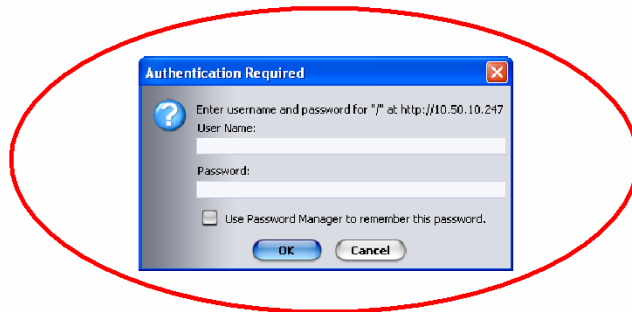 Authentication Required
Enter username and password for "/" at http://10.50.10.247
User Name:
Password:
Use Password Manager to remember this password.
OK Cancel